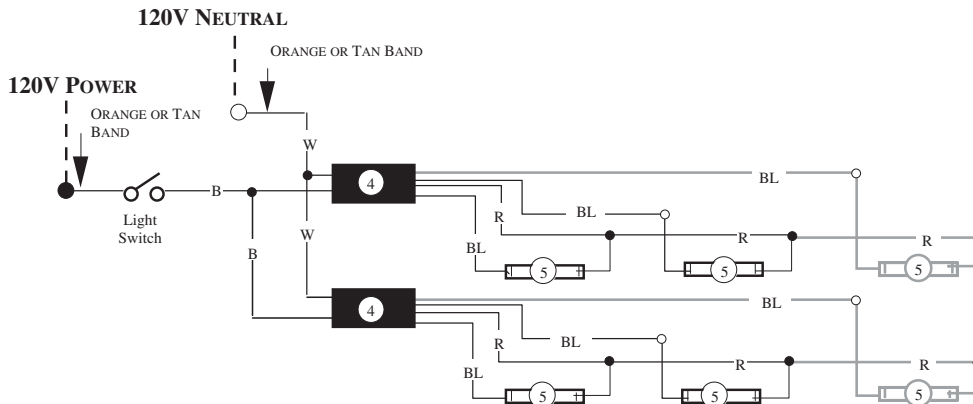 120V NEUTRAL
ORANGE OR TAN BAND
120V POWER
ORANGE OR TAN
BAND
W
4
BL
B
Light
Switch
BL
R
R
R
W
BL
B
5
5
5
4
BL
BL
R
R
R
BL
5
5
5